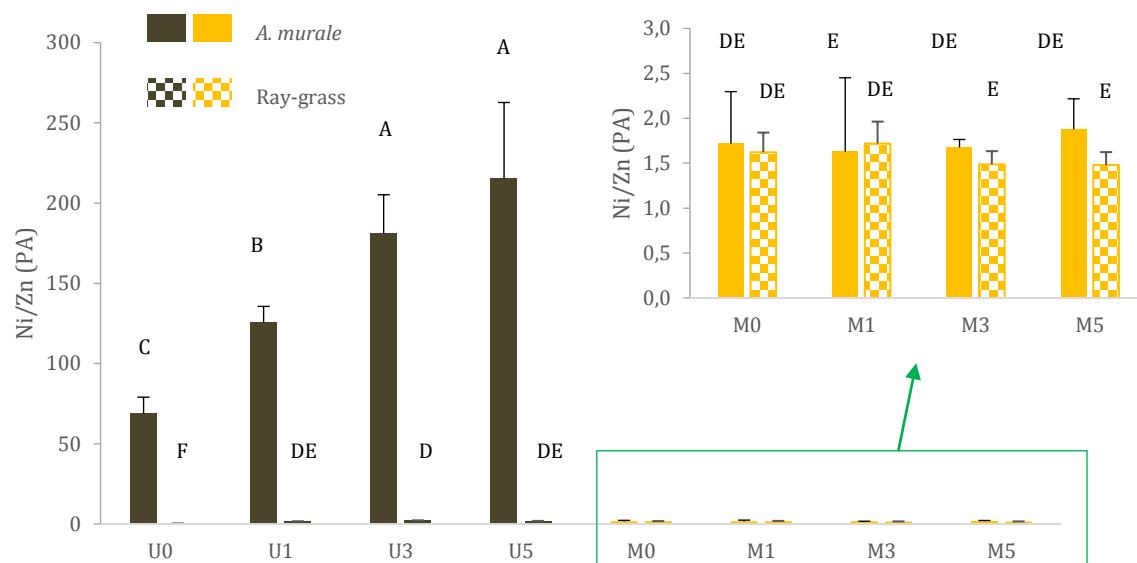 300
250
200
150
100
50
0
Ni/Zn (PA)
A. murale
Ray-grass
C
F
B
DE
A
D
A
DE
U0
U1
U3
U5
M0
M1
M3
M5
3,0
2,5
2,0
1,5
1,0
0,5
0,0
Ni/Zn (PA)
DE
DE
E
DE
DE
E
DE
E
M0
M1
M3
M5